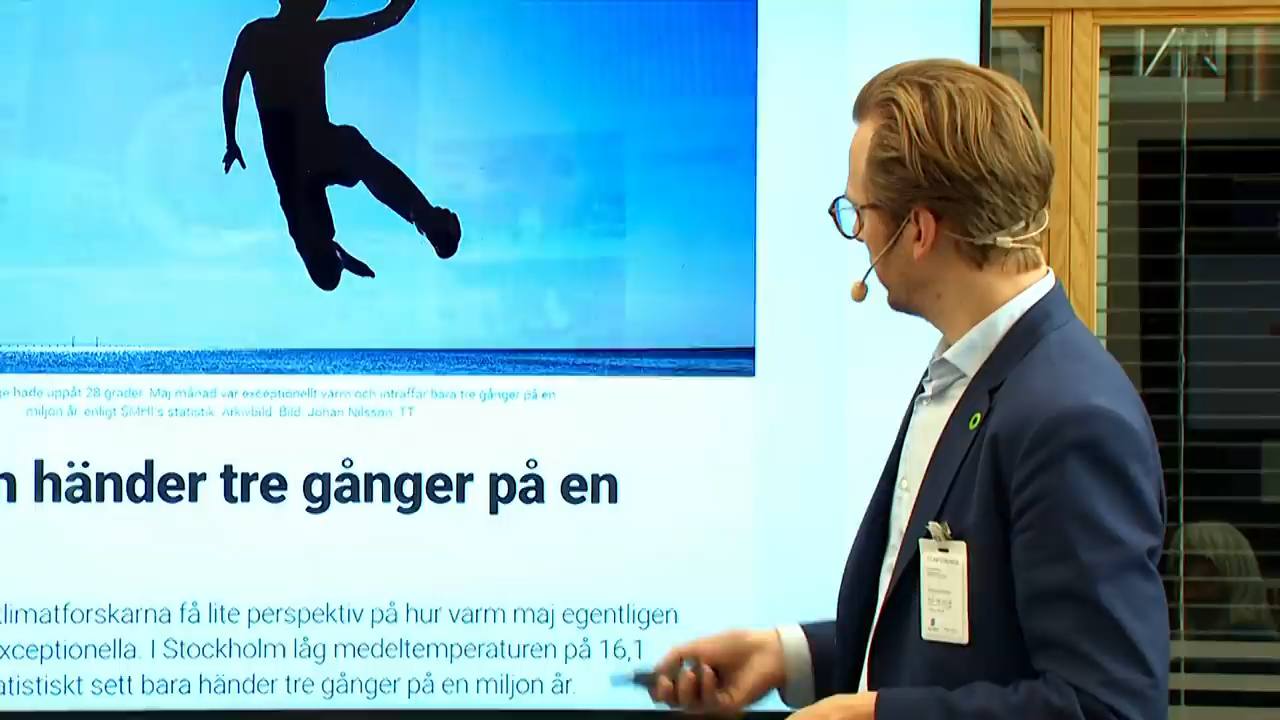 ge hade uppåt 28 grader. Maj månad var exceptionellt varm och inträffar bara tre gånger på en
miljon år, enligt SMHI:s statistik. Arkivbild. Bild: Johan Nilsson/TT
n händer tre gånger på en
klimatforskarna få lite perspektiv på hur varm maj egentligen
xceptionella. I Stockholm låg medeltemperaturen på 16,1
atistiskt sett bara händer tre gånger på en miljon år.